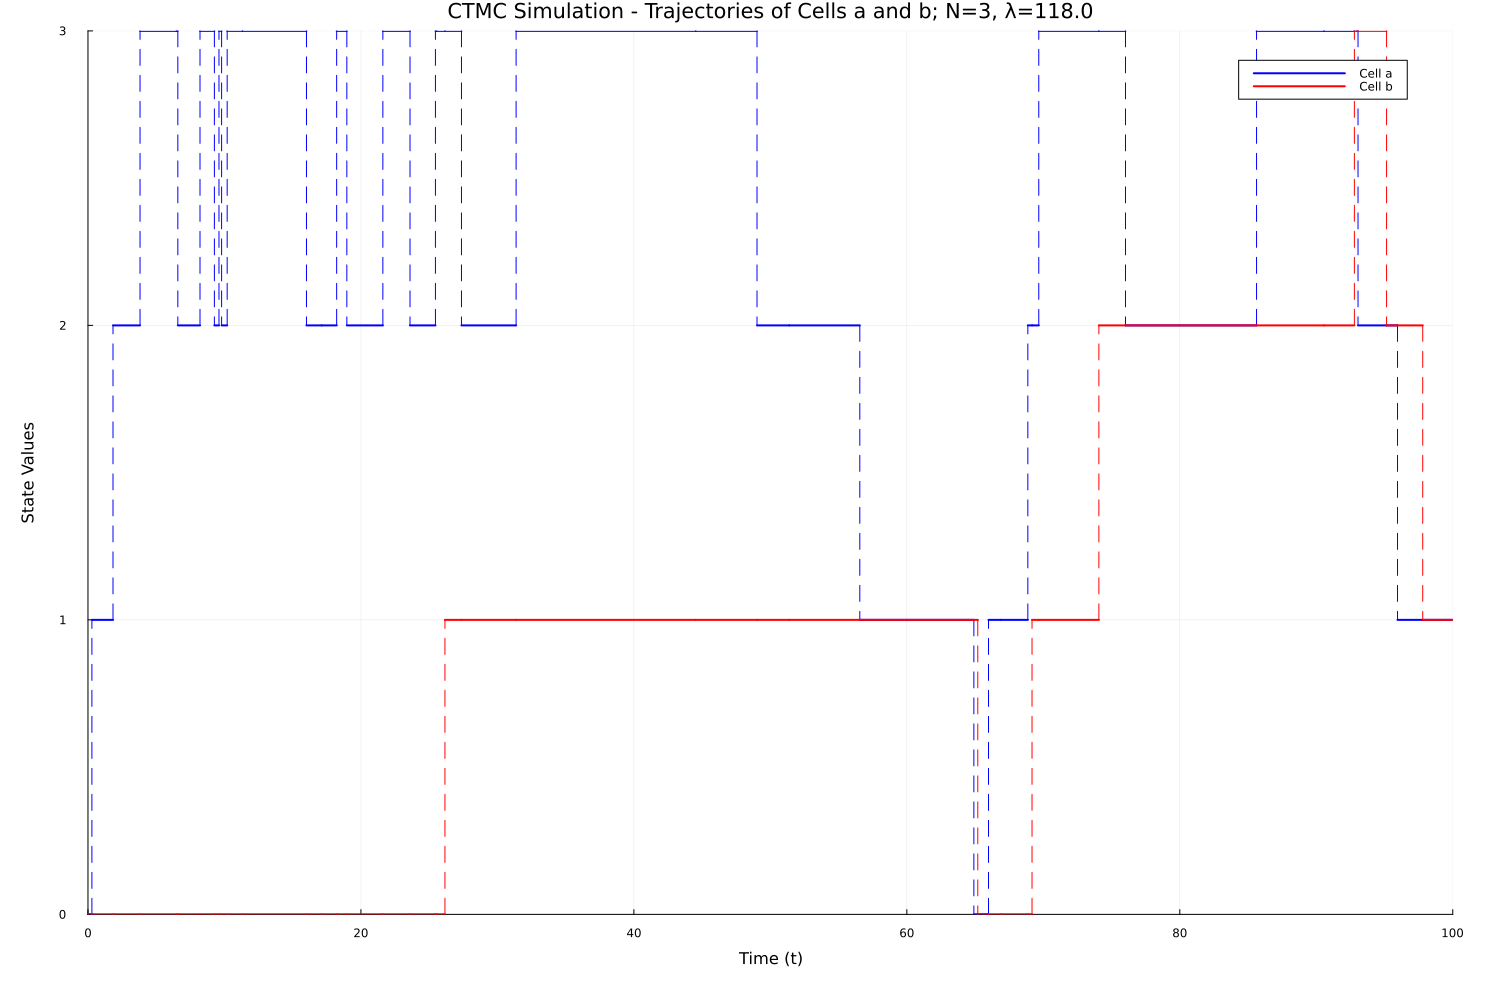 CTMC Simulation - Trajectories of Cells a and b; N=3, λ=118.0
3
Cell a
Cell b
2
State Values
1
0
0 20 40 60 80 100
Time (t)